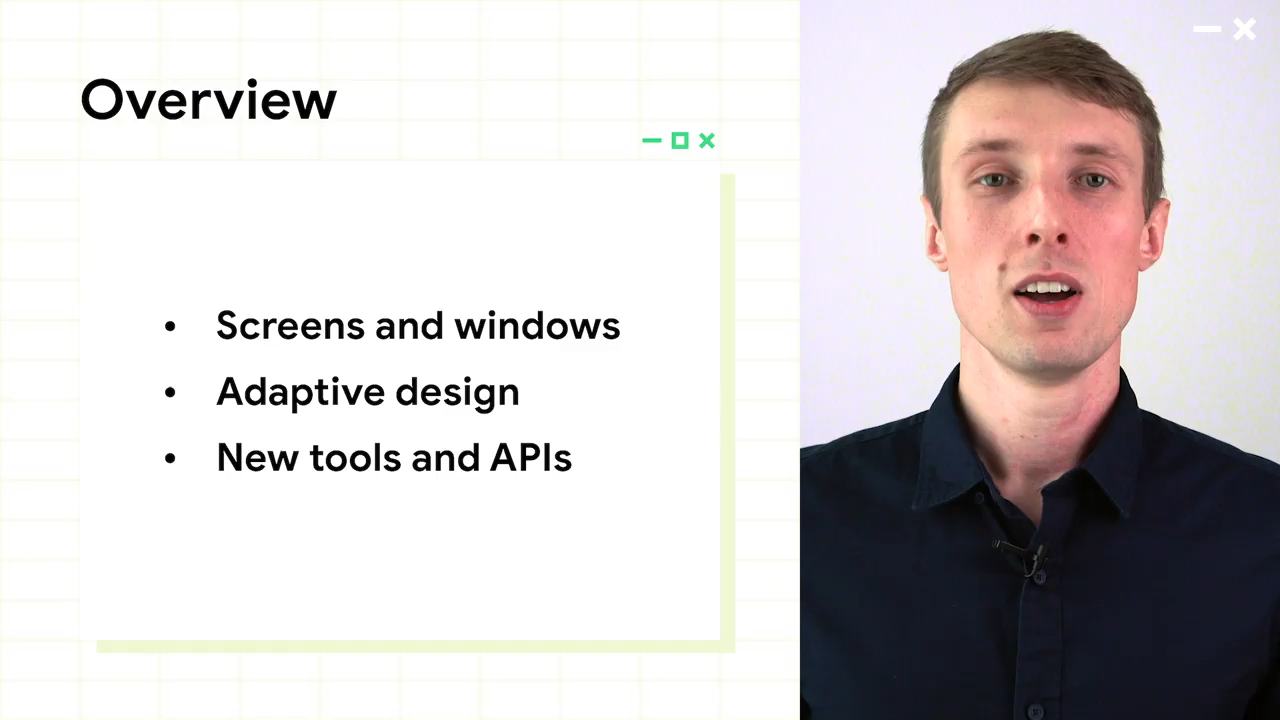 Overview
• Screens and windows
• Adaptive design
• New tools and APIs